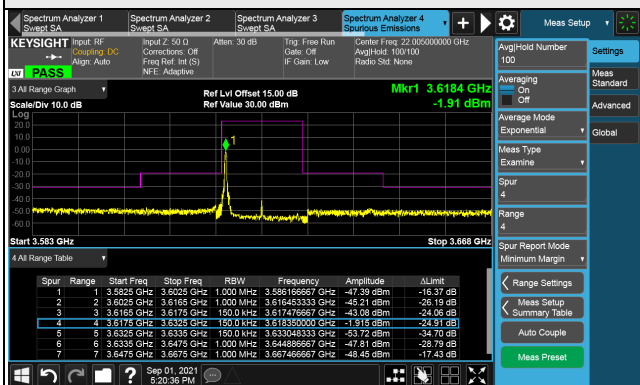 Spectrum Analyzer 1
Swept SA
Spectrum Analyzer 2
Swept SA
Spectrum Analyzer 3
Swept SA
Spectrum Analyzer 4
Spurious Emissions
Meas Setup
KEYSIGHT
Input: RF
Coupling: DC
Align: Auto
Input Z: 50 Ω
Corrections: Off
Freq Ref: Int (S)
NFE: Adaptive
Atten: 30 dB
Trig: Free Run
Gate: Off
IF Gain: Low
Center Freq: 22.005000000 GHz
Avg|Hold: 100/100
Radio Std: None
LXI PASS
3 All Range Graph
Scale/Div 10.0 dB
Ref Lvl Offset 15.00 dB
Ref Value 30.00 dBm
Mkr1 3.6184 GHz
-1.91 dBm
Log
20.0
10.0
0.00
-10.0
-20.0
-30.0
-40.0
-50.0
-60.0
1
Start 3.583 GHz
Stop 3.668 GHz
4 All Range Table
Spur Range Start Freq Stop Freq RBW Frequency Amplitude ΔLimit
1 1 3.5825 GHz 3.6025 GHz 1.000 MHz 3.586166667 GHz -47.39 dBm -16.37 dB
2 2 3.6025 GHz 3.6165 GHz 1.000 MHz 3.616453333 GHz -45.21 dBm -26.19 dB
3 3 3.6165 GHz 3.6175 GHz 150.0 kHz 3.617476667 GHz -43.08 dBm -24.06 dB
4 4 3.6175 GHz 3.6325 GHz 150.0 kHz 3.618350000 GHz -1.915 dBm -24.91 dB
5 5 3.6325 GHz 3.6335 GHz 150.0 kHz 3.633048333 GHz -53.72 dBm -34.70 dB
6 6 3.6335 GHz 3.6475 GHz 1.000 MHz 3.644886667 GHz -47.81 dBm -28.79 dB
7 7 3.6475 GHz 3.6675 GHz 1.000 MHz 3.667466667 GHz -48.45 dBm -17.43 dB
Avg|Hold Number
100
Averaging
On
Off
Average Mode
Exponential
Meas Type
Examine
Spur
4
Range
4
Spur Report Mode
Minimum Margin
Range Settings
Meas Setup
Summary Table
Auto Couple
Meas Preset
Settings
Meas
Standard
Advanced
Global
Sep 01, 2021
5:20:36 PM